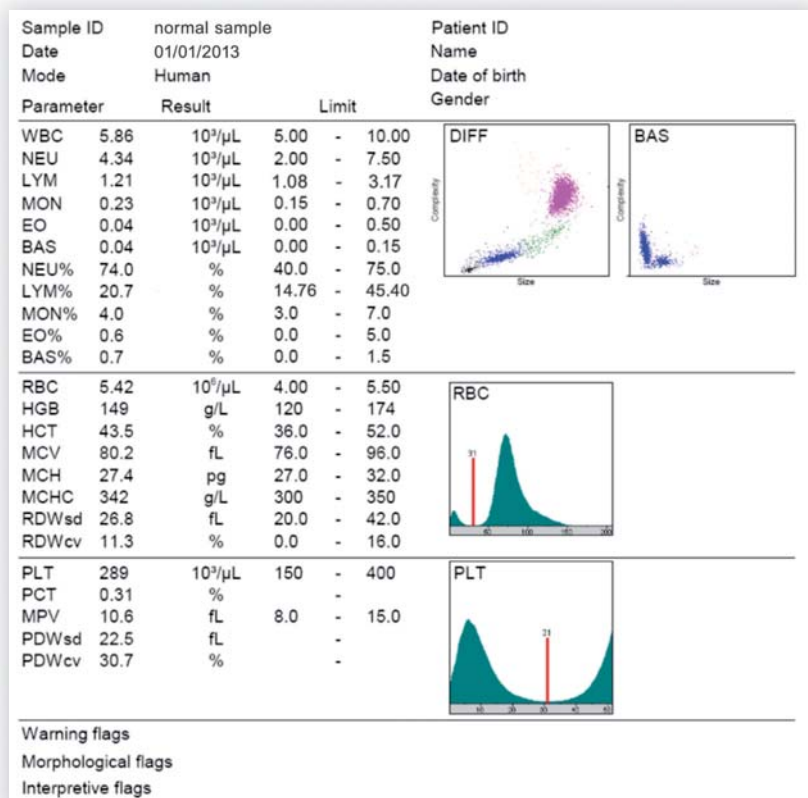 Sample ID normal sample Patient ID
Date 01/01/2013 Name
Mode Human Date of birth
Gender
Parameter Result Limit
WBC 5.86 10³/µL 5.00 - 10.00
NEU 4.34 10³/µL 2.00 - 7.50
LYM 1.21 10³/µL 1.08 - 3.17
MON 0.23 10³/µL 0.15 - 0.70
EO 0.04 10³/µL 0.00 - 0.50
BAS 0.04 10³/µL 0.00 - 0.15
NEU% 74.0 % 40.0 - 75.0
LYM% 20.7 % 14.76 - 45.40
MON% 4.0 % 3.0 - 7.0
EO% 0.6 % 0.0 - 5.0
BAS% 0.7 % 0.0 - 1.5
DIFF
Complexity
Size
BAS
Complexity
Size
RBC 5.42 10⁶/µL 4.00 - 5.50
HGB 149 g/L 120 - 174
HCT 43.5 % 36.0 - 52.0
MCV 80.2 fL 76.0 - 96.0
MCH 27.4 pg 27.0 - 32.0
MCHC 342 g/L 300 - 350
RDWsd 26.8 fL 20.0 - 42.0
RDWcv 11.3 % 0.0 - 16.0
RBC
31
50 100 150 200
PLT 289 10³/µL 150 - 400
PCT 0.31 % -
MPV 10.6 fL 8.0 - 15.0
PDWsd 22.5 fL -
PDWcv 30.7 % -
PLT
31
10 20 30 40 50
Warning flags
Morphological flags
Interpretive flags